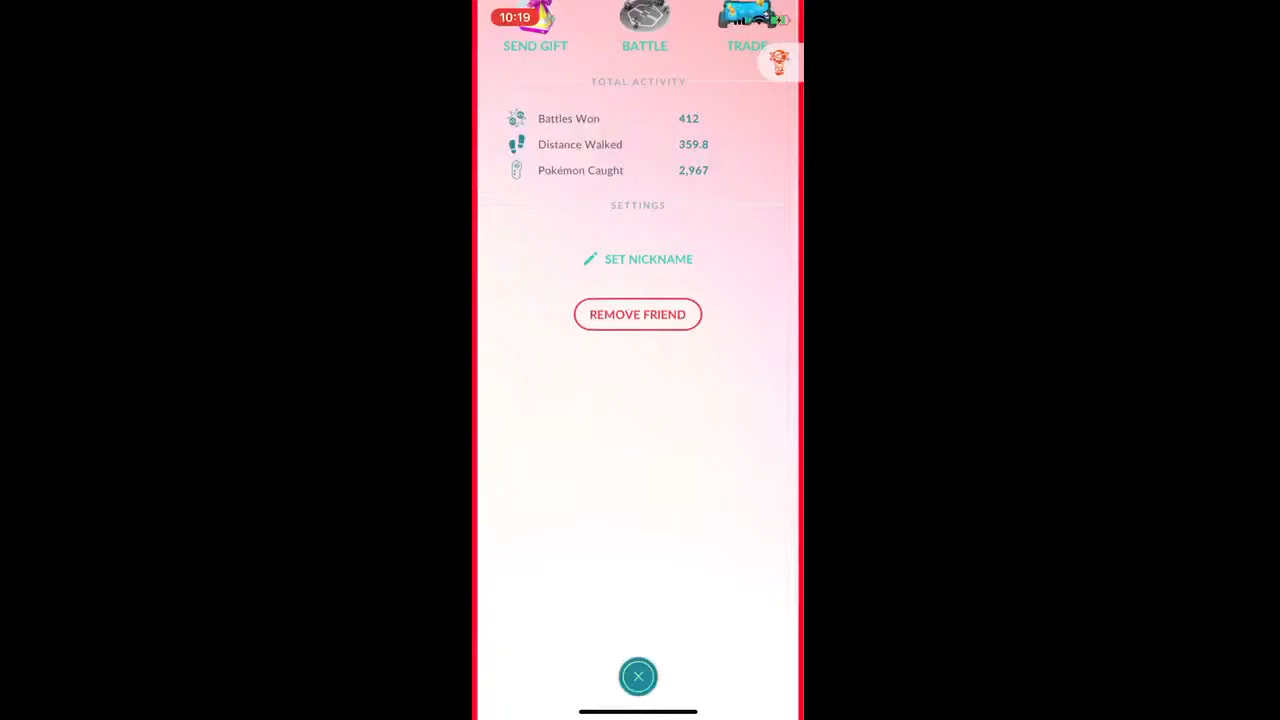 10:19
SEND GIFT BATTLE TRADE
TOTAL ACTIVITY
Battles Won 412
Distance Walked 359.8
Pokémon Caught 2,967
SETTINGS
SET NICKNAME
REMOVE FRIEND